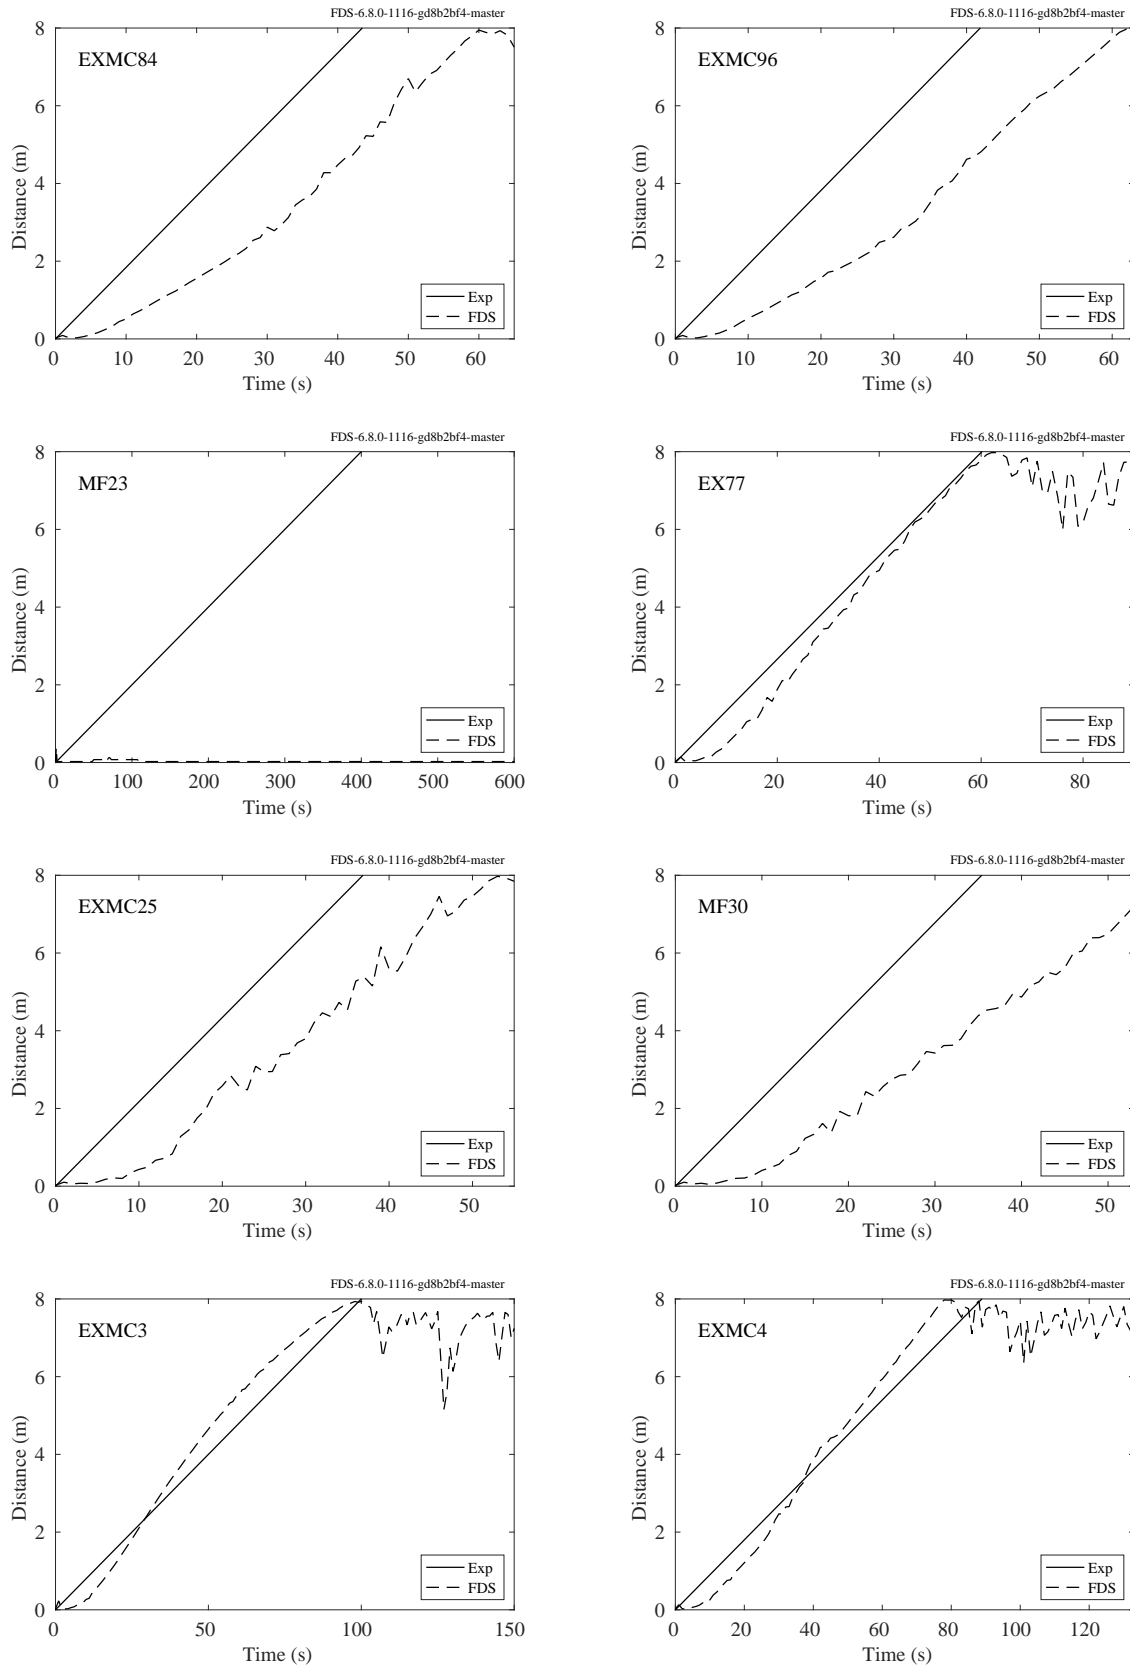 FDS-6.8.0-1116-gd8b2bf4-master
EXMC84
Distance (m)
8
6
4
2
0
0 10 20 30 40 50 60
Time (s)
Exp
FDS
FDS-6.8.0-1116-gd8b2bf4-master
EXMC96
Distance (m)
8
6
4
2
0
0 10 20 30 40 50 60
Time (s)
Exp
FDS
FDS-6.8.0-1116-gd8b2bf4-master
MF23
Distance (m)
8
6
4
2
0
0 100 200 300 400 500 600
Time (s)
Exp
FDS
FDS-6.8.0-1116-gd8b2bf4-master
EX77
Distance (m)
8
6
4
2
0
0 20 40 60 80
Time (s)
Exp
FDS
FDS-6.8.0-1116-gd8b2bf4-master
EXMC25
Distance (m)
8
6
4
2
0
0 10 20 30 40 50
Time (s)
Exp
FDS
FDS-6.8.0-1116-gd8b2bf4-master
MF30
Distance (m)
8
6
4
2
0
0 10 20 30 40 50
Time (s)
Exp
FDS
FDS-6.8.0-1116-gd8b2bf4-master
EXMC3
Distance (m)
8
6
4
2
0
0 50 100 150
Time (s)
Exp
FDS
FDS-6.8.0-1116-gd8b2bf4-master
EXMC4
Distance (m)
8
6
4
2
0
0 20 40 60 80 100 120
Time (s)
Exp
FDS